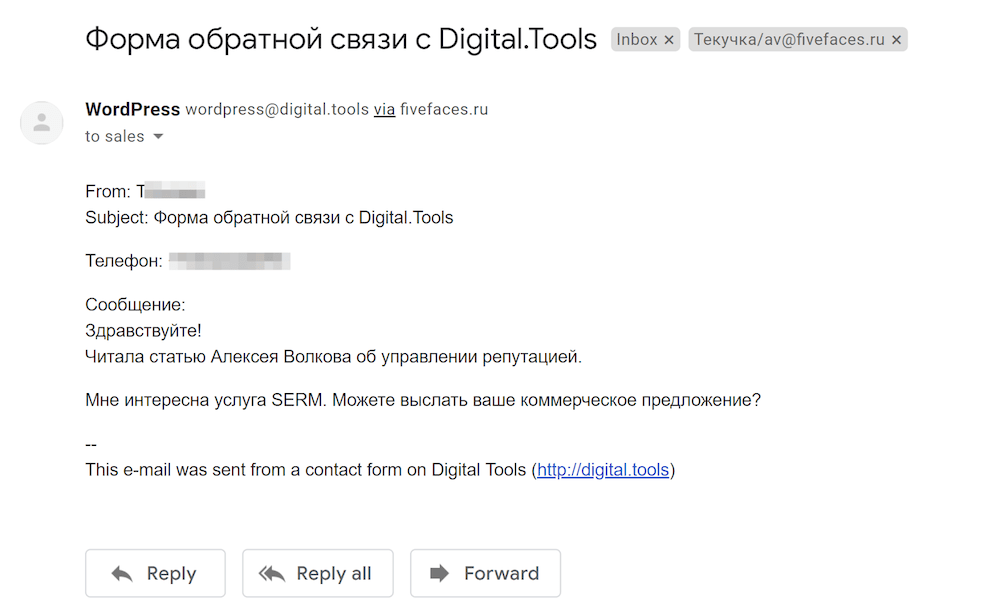 Форма обратной связи с Digital.Tools Inbox × Текучка/av@fivefaces.ru ×
WordPress wordpress@digital.tools via fivefaces.ru
to sales
From: T
Subject: Форма обратной связи с Digital.Tools
Телефон:
Сообщение:
Здравствуйте!
Читала статью Алексея Волкова об управлении репутацией.
Мне интересна услуга SERM. Можете выслать ваше коммерческое предложение?
--
This e-mail was sent from a contact form on Digital Tools (http://digital.tools)
Reply Reply all Forward